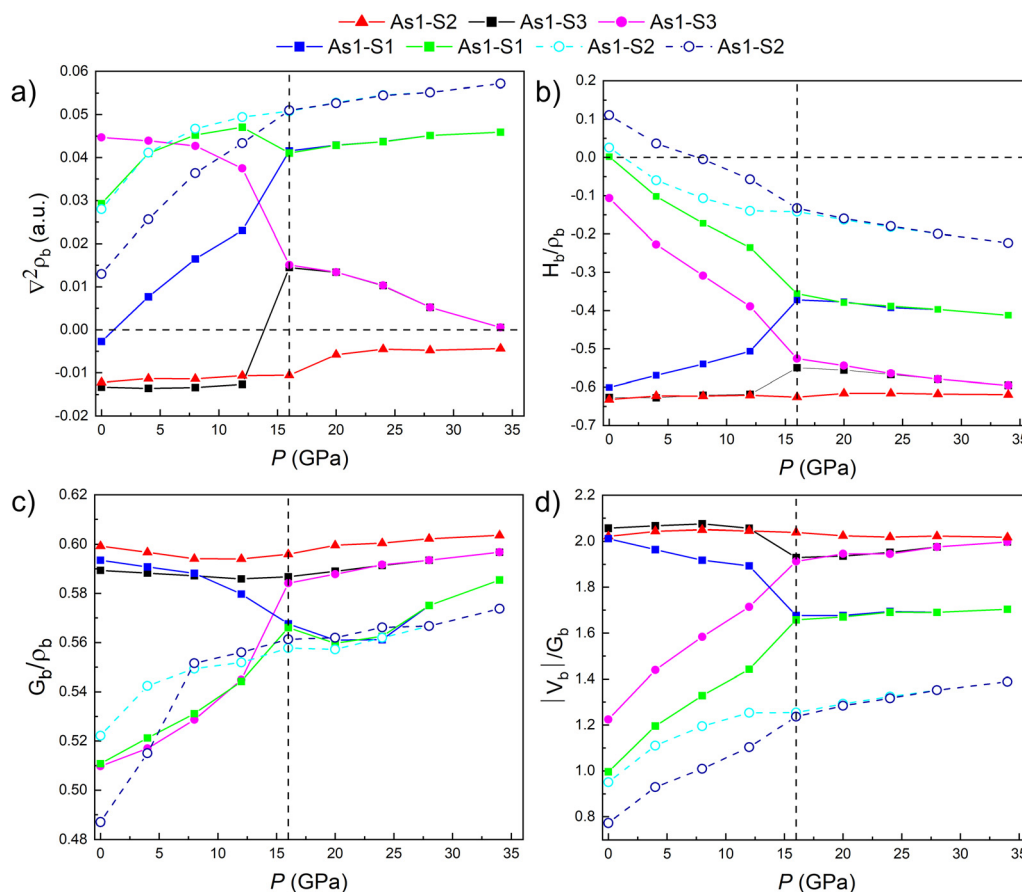 As1-S2 As1-S3 As1-S3
As1-S1 As1-S1 As1-S2 As1-S2
a)
0.06
0.05
0.04
0.03
0.02
0.01
0.00
-0.01
-0.02
∇²ρb (a.u.)
0 5 10 15 20 25 30 35
P (GPa)
b)
0.2
0.1
0.0
-0.1
-0.2
-0.3
-0.4
-0.5
-0.6
-0.7
Hb/ρb
0 5 10 15 20 25 30 35
P (GPa)
c)
0.62
0.60
0.58
0.56
0.54
0.52
0.50
0.48
Gb/ρb
0 5 10 15 20 25 30 35
P (GPa)
d)
2.2
2.0
1.8
1.6
1.4
1.2
1.0
0.8
|Vb|/Gb
0 5 10 15 20 25 30 35
P (GPa)